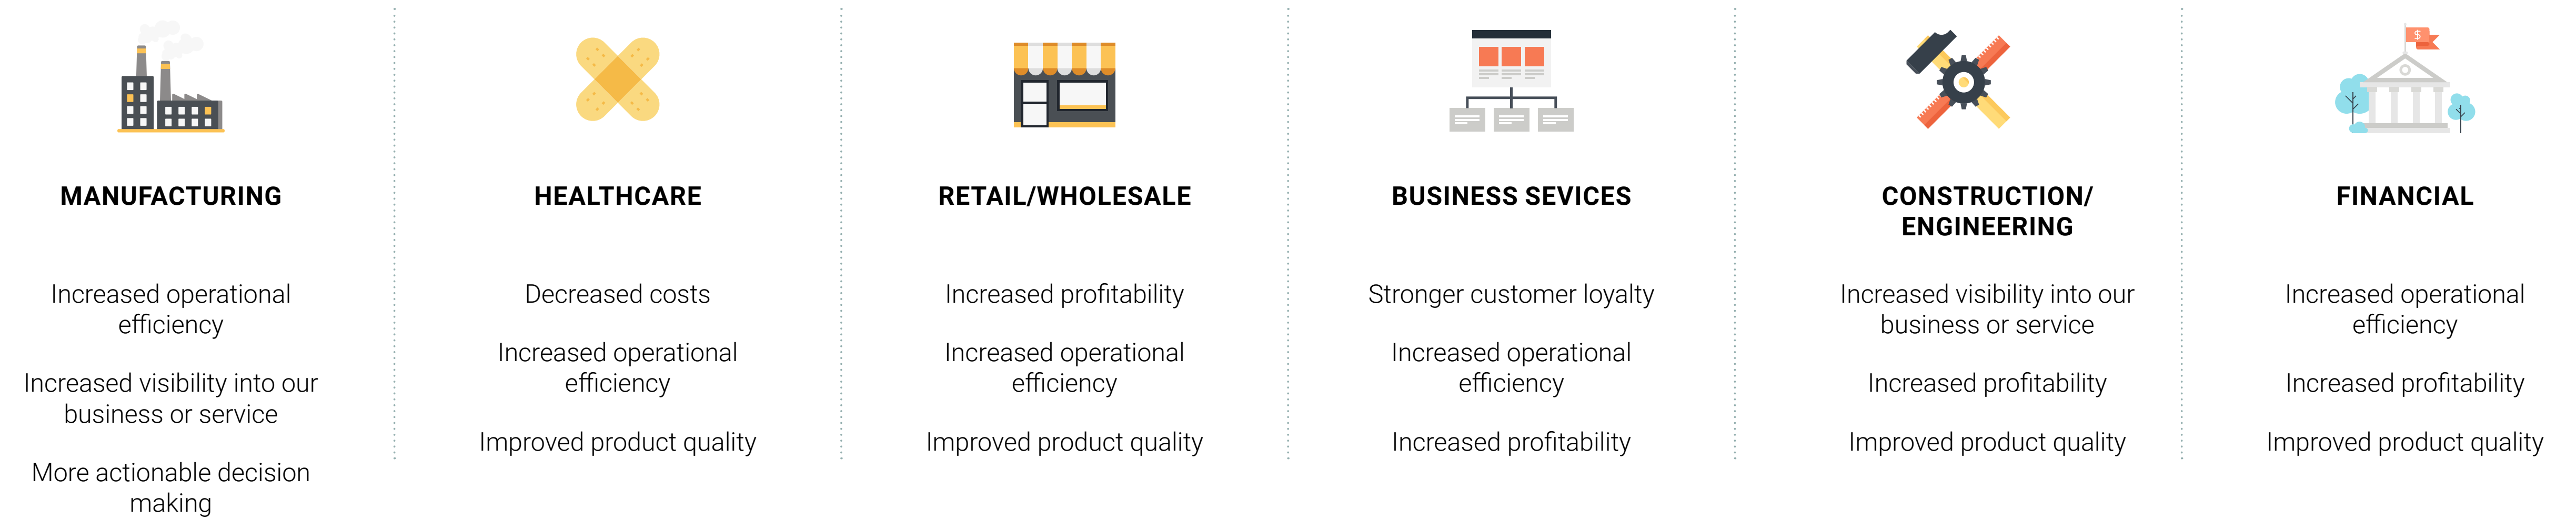 $
MANUFACTURING
Increased operational
efficiency
Increased visibility into our
business or service
More actionable decision
making
HEALTHCARE
Decreased costs
Increased operational
efficiency
Improved product quality
RETAIL/WHOLESALE
Increased profitability
Increased operational
efficiency
Improved product quality
BUSINESS SEVICES
Stronger customer loyalty
Increased operational
efficiency
Increased profitability
CONSTRUCTION/
ENGINEERING
Increased visibility into our
business or service
Increased profitability
Improved product quality
FINANCIAL
Increased operational
efficiency
Increased profitability
Improved product quality